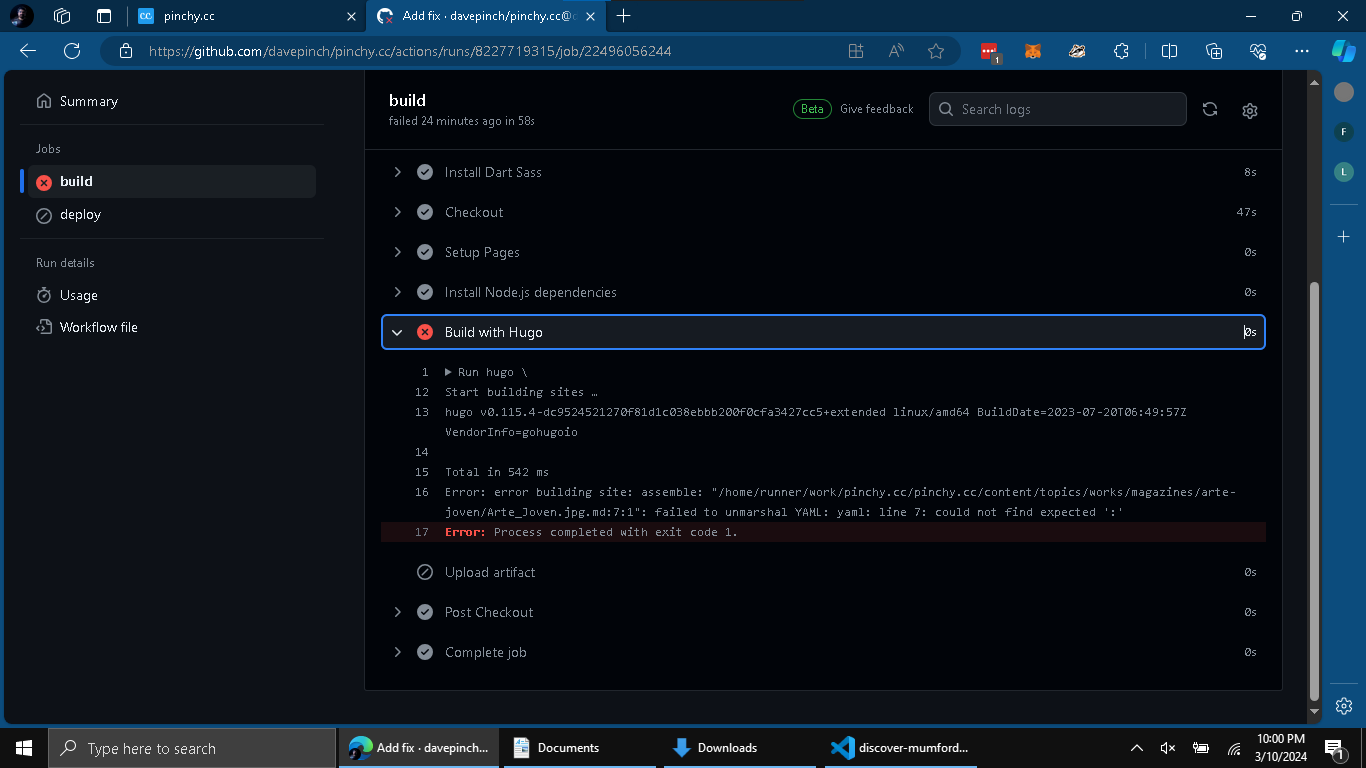 pinchy.cc
Add fix · davepinch/pinchy.cc@
https://github.com/davepinch/pinchy.cc/actions/runs/8227719315/job/22496056244
1
Summary
Jobs
build
deploy
Run details
Usage
Workflow file
build
failed 24 minutes ago in 58s
Beta
Give feedback
Search logs
Install Dart Sass
8s
Checkout
47s
Setup Pages
0s
Install Node.js dependencies
0s
Build with Hugo
0s
1 Run hugo \
12 Start building sites …
13 hugo v0.115.4-dc9524521270f81d1c038ebbb200f0cfa3427cc5+extended linux/amd64 BuildDate=2023-07-20T06:49:57Z
VendorInfo=gohugoio
14
15 Total in 542 ms
16 Error: error building site: assemble: "/home/runner/work/pinchy.cc/pinchy.cc/content/topics/works/magazines/arte-
joven/Arte_Joven.jpg.md:7:1": failed to unmarshal YAML: yaml: line 7: could not find expected ':'
17 Error: Process completed with exit code 1.
Upload artifact
0s
Post Checkout
0s
Complete job
0s
F
L
Type here to search
Add fix · davepinch...
Documents
Downloads
discover-mumford...
10:00 PM
3/10/2024
1